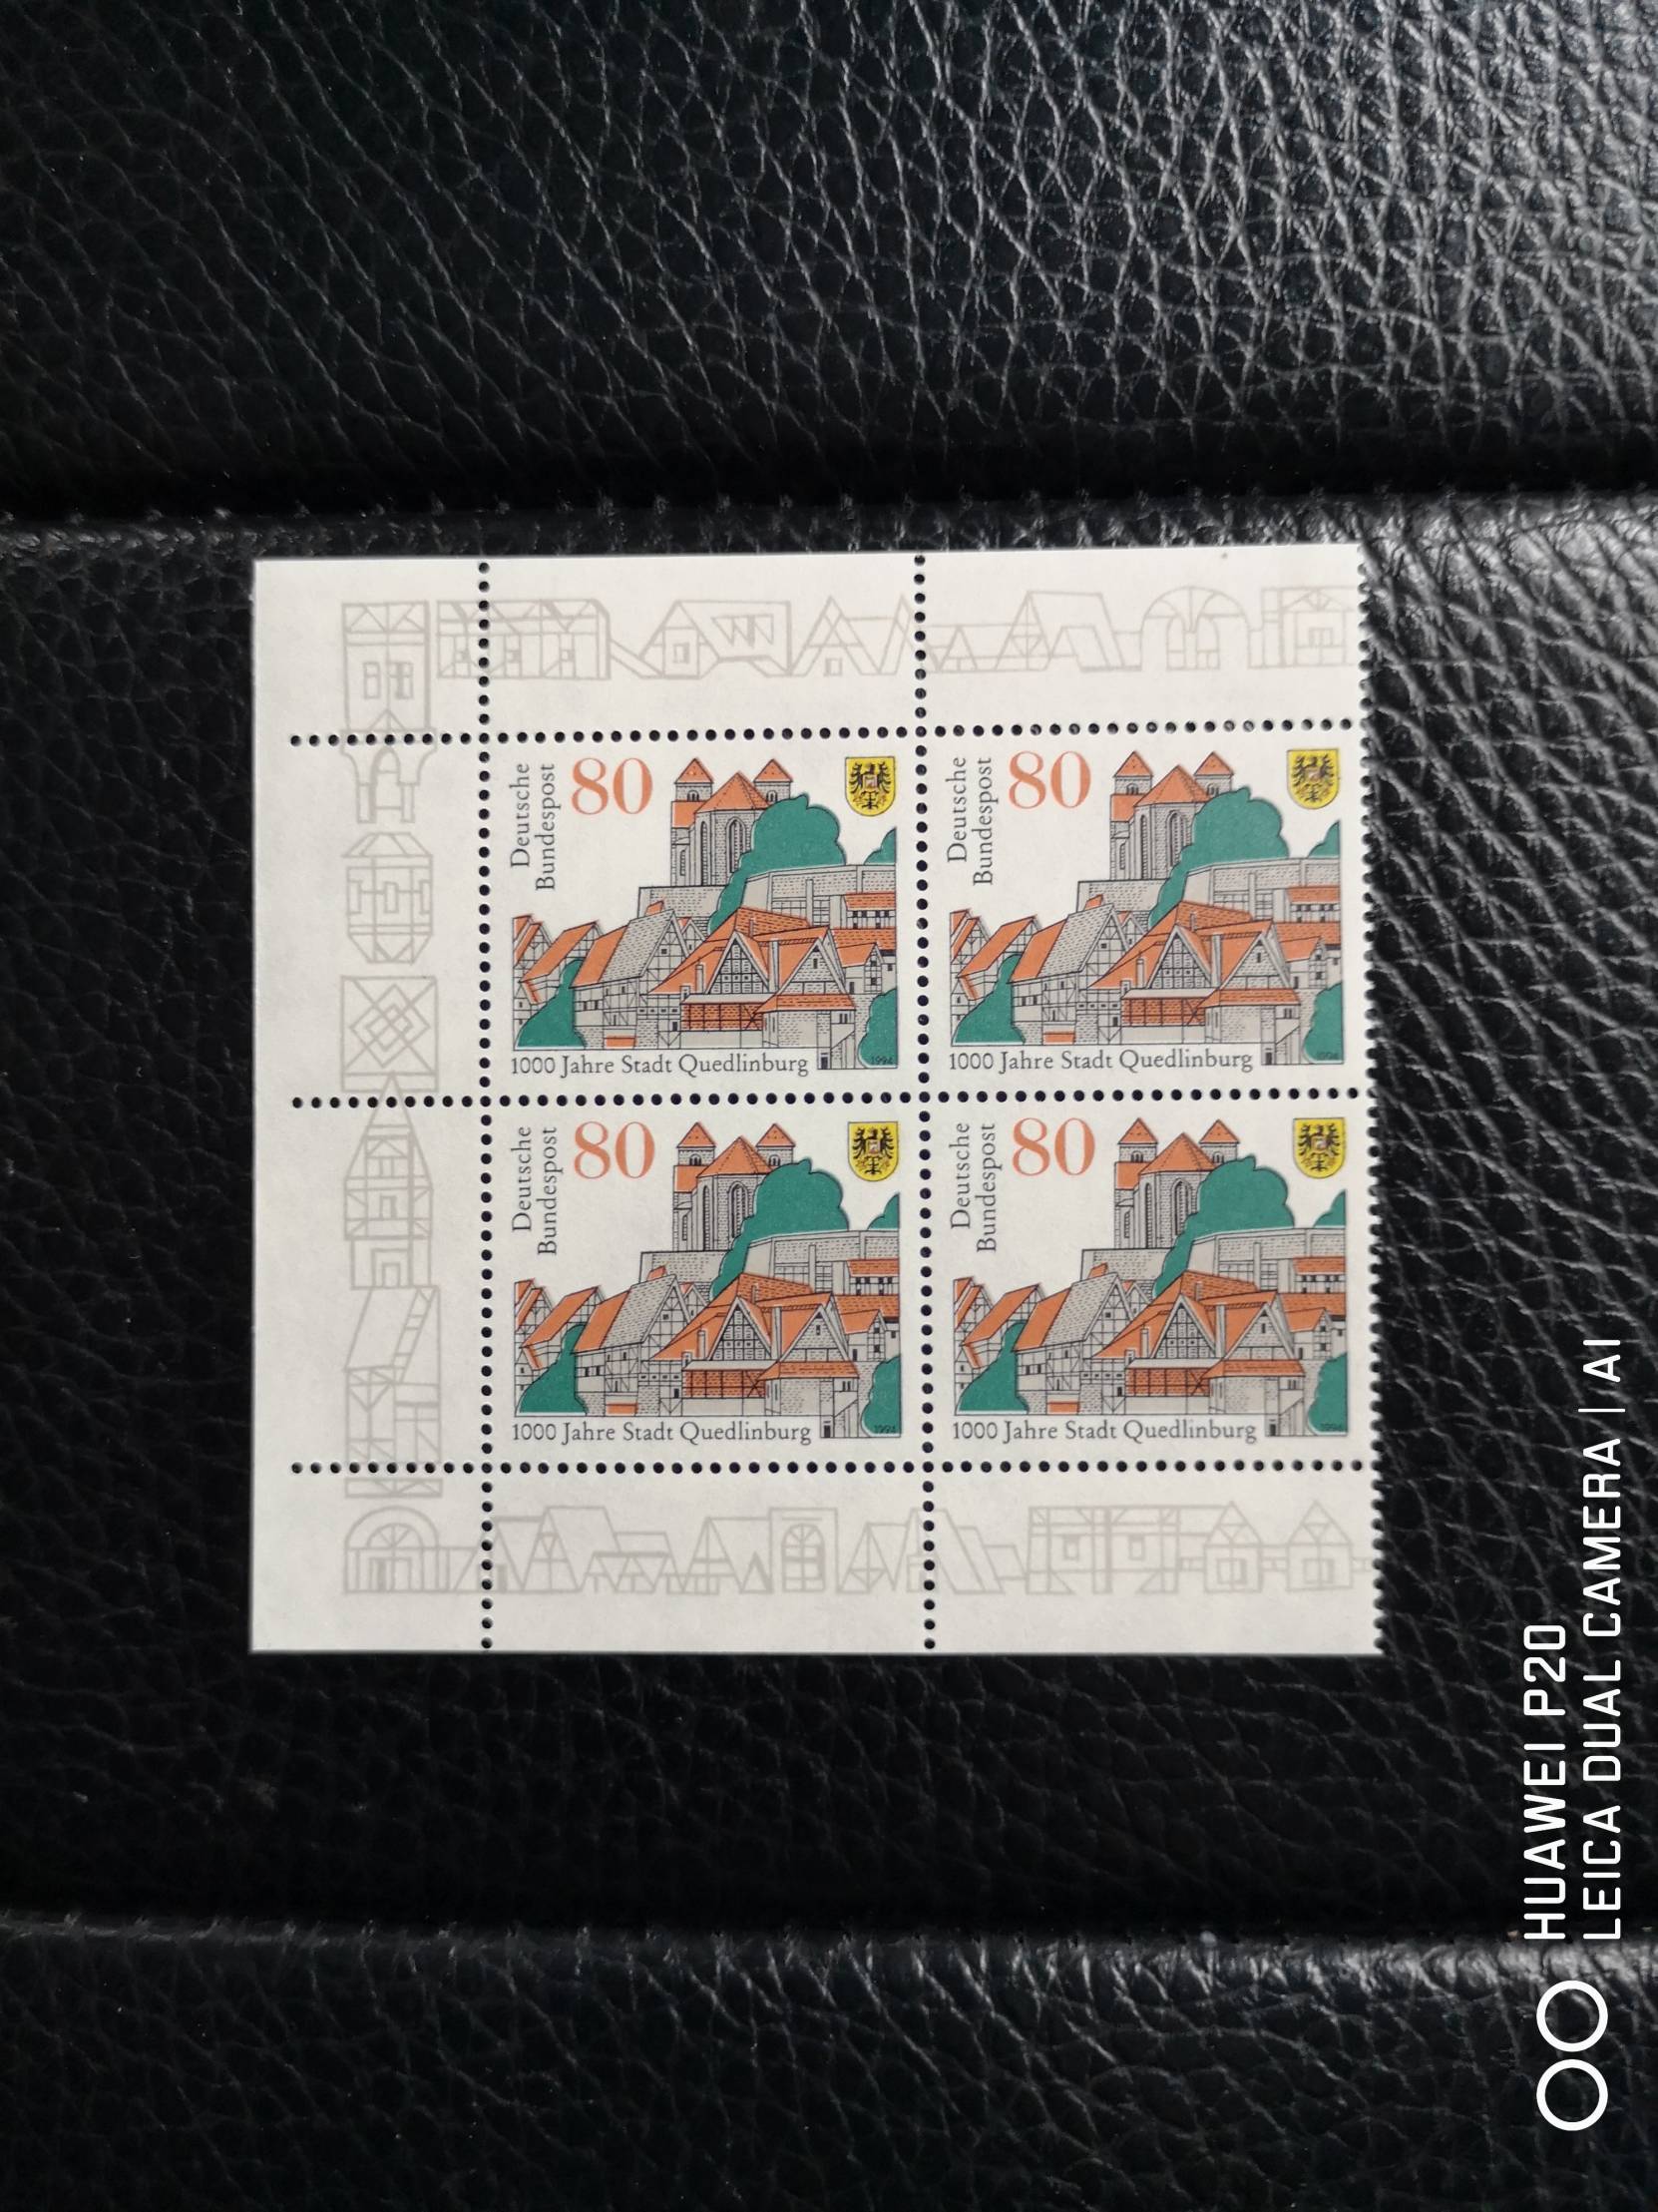 Deutsche
Bundespost
80
1000 Jahre Stadt Quedlinburg
1994
Deutsche
Bundespost
80
1000 Jahre Stadt Quedlinburg
1994
Deutsche
Bundespost
80
1000 Jahre Stadt Quedlinburg
1994
Deutsche
Bundespost
80
1000 Jahre Stadt Quedlinburg
1994
HUAWEI P20
LEICA DUAL CAMERA | AI